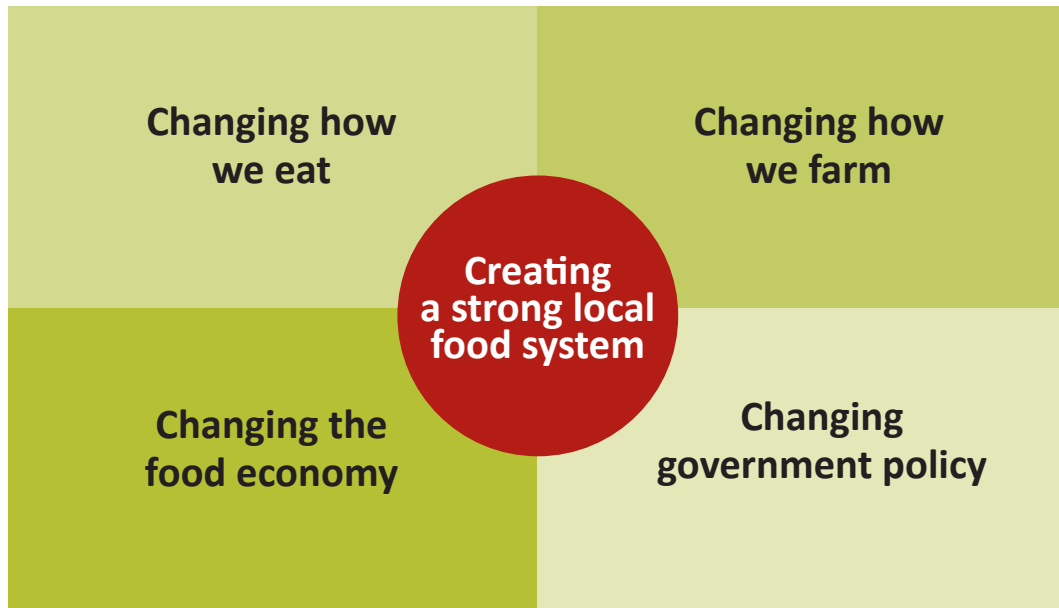 Changing how
we eat
Changing how
we farm
Creating
a strong local
food system
Changing the
food economy
Changing
government policy